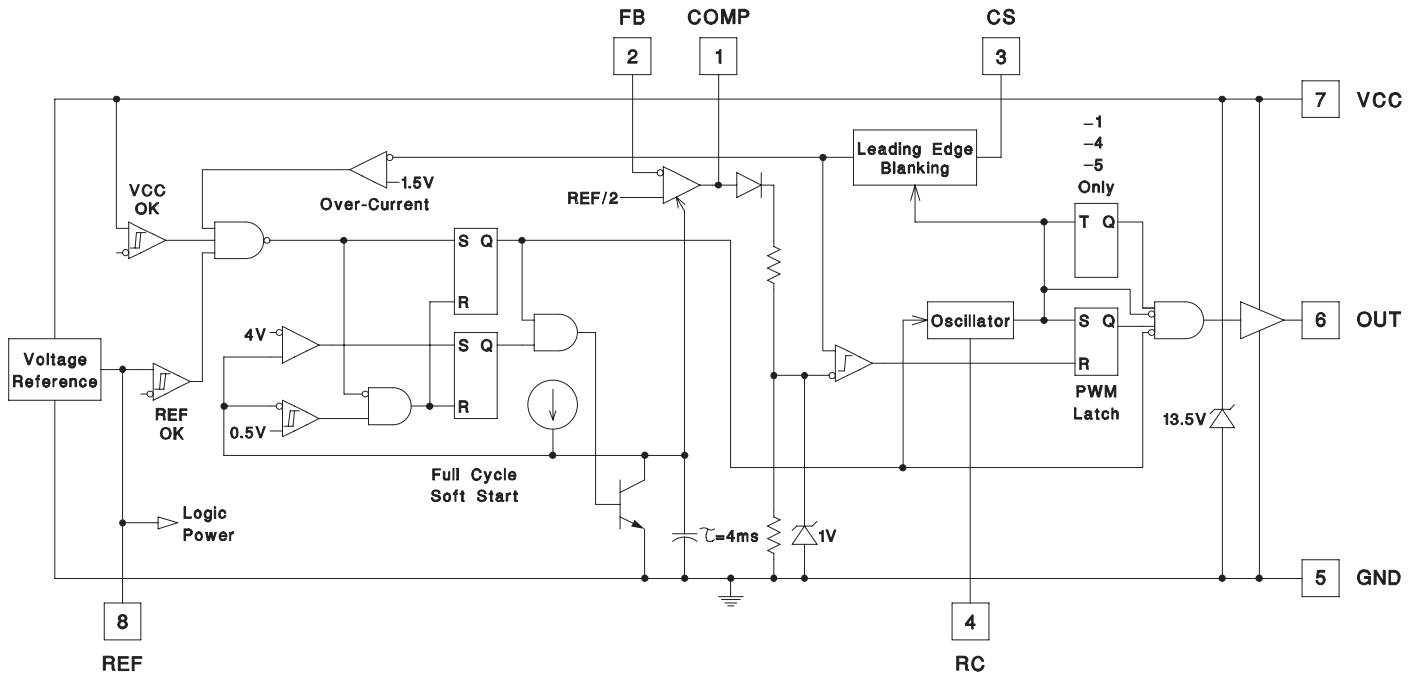 FB
COMP
CS
2
1
3
7
VCC
–1
–4
–5
Only
Leading Edge
Blanking
1.5V
Over-Current
VCC
OK
REF/2
T Q
S Q
R
4V
S Q
R
Oscillator
S Q
R
PWM
Latch
6
OUT
Voltage
Reference
REF
OK
0.5V
13.5V
Full Cycle
Soft Start
Logic
Power
τ=4ms
1V
5
GND
8
REF
4
RC